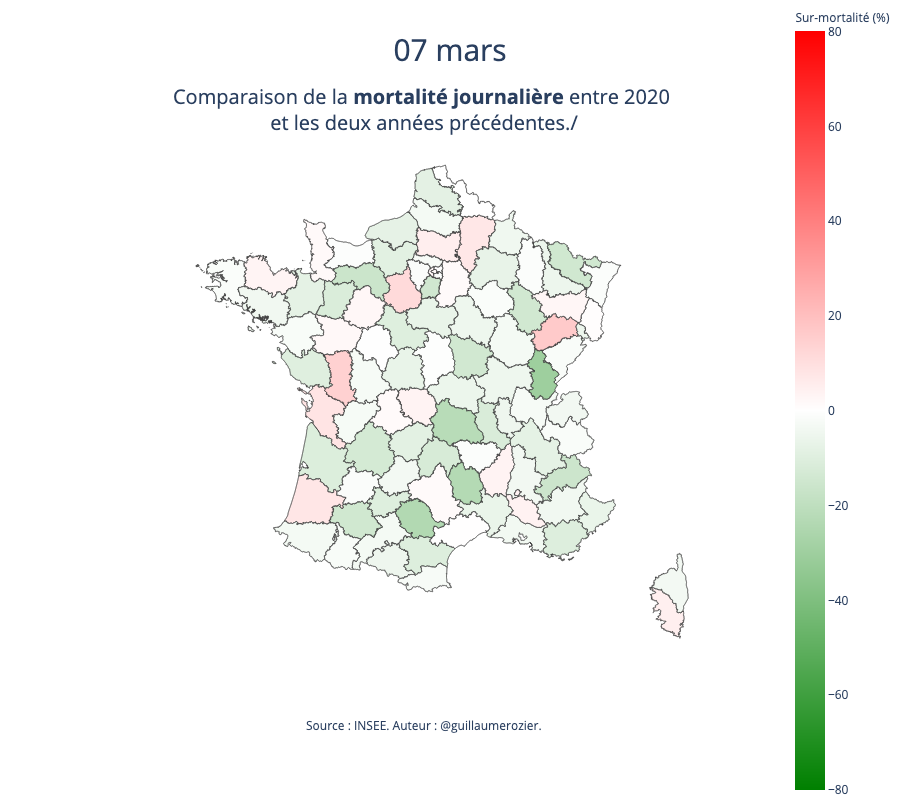 Sur-mortalité (%)
07 mars
Comparaison de la mortalité journalière entre 2020
et les deux années précédentes./
80
60
40
20
0
−20
−40
−60
−80
Source : INSEE. Auteur : @guillaumerozier.